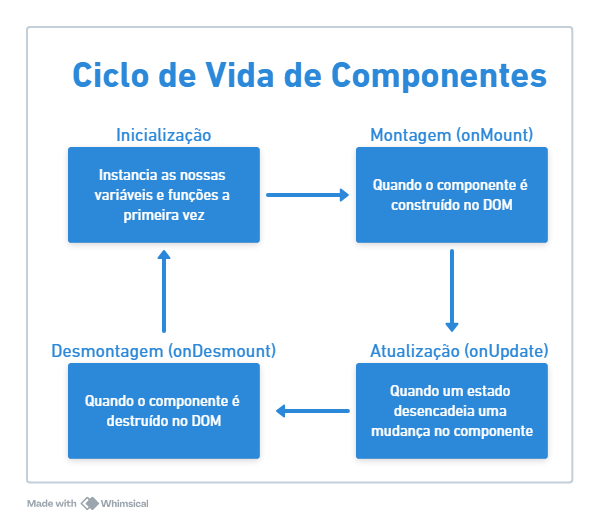 Ciclo de Vida de Componentes
Inicialização
Instancia as nossas
variáveis e funções a
primeira vez
Montagem (onMount)
Quando o componente é
construído no DOM
Atualização (onUpdate)
Quando um estado
desencadeia uma
mudança no componente
Desmontagem (onDesmount)
Quando o componente é
destruído no DOM
Made with Whimsical